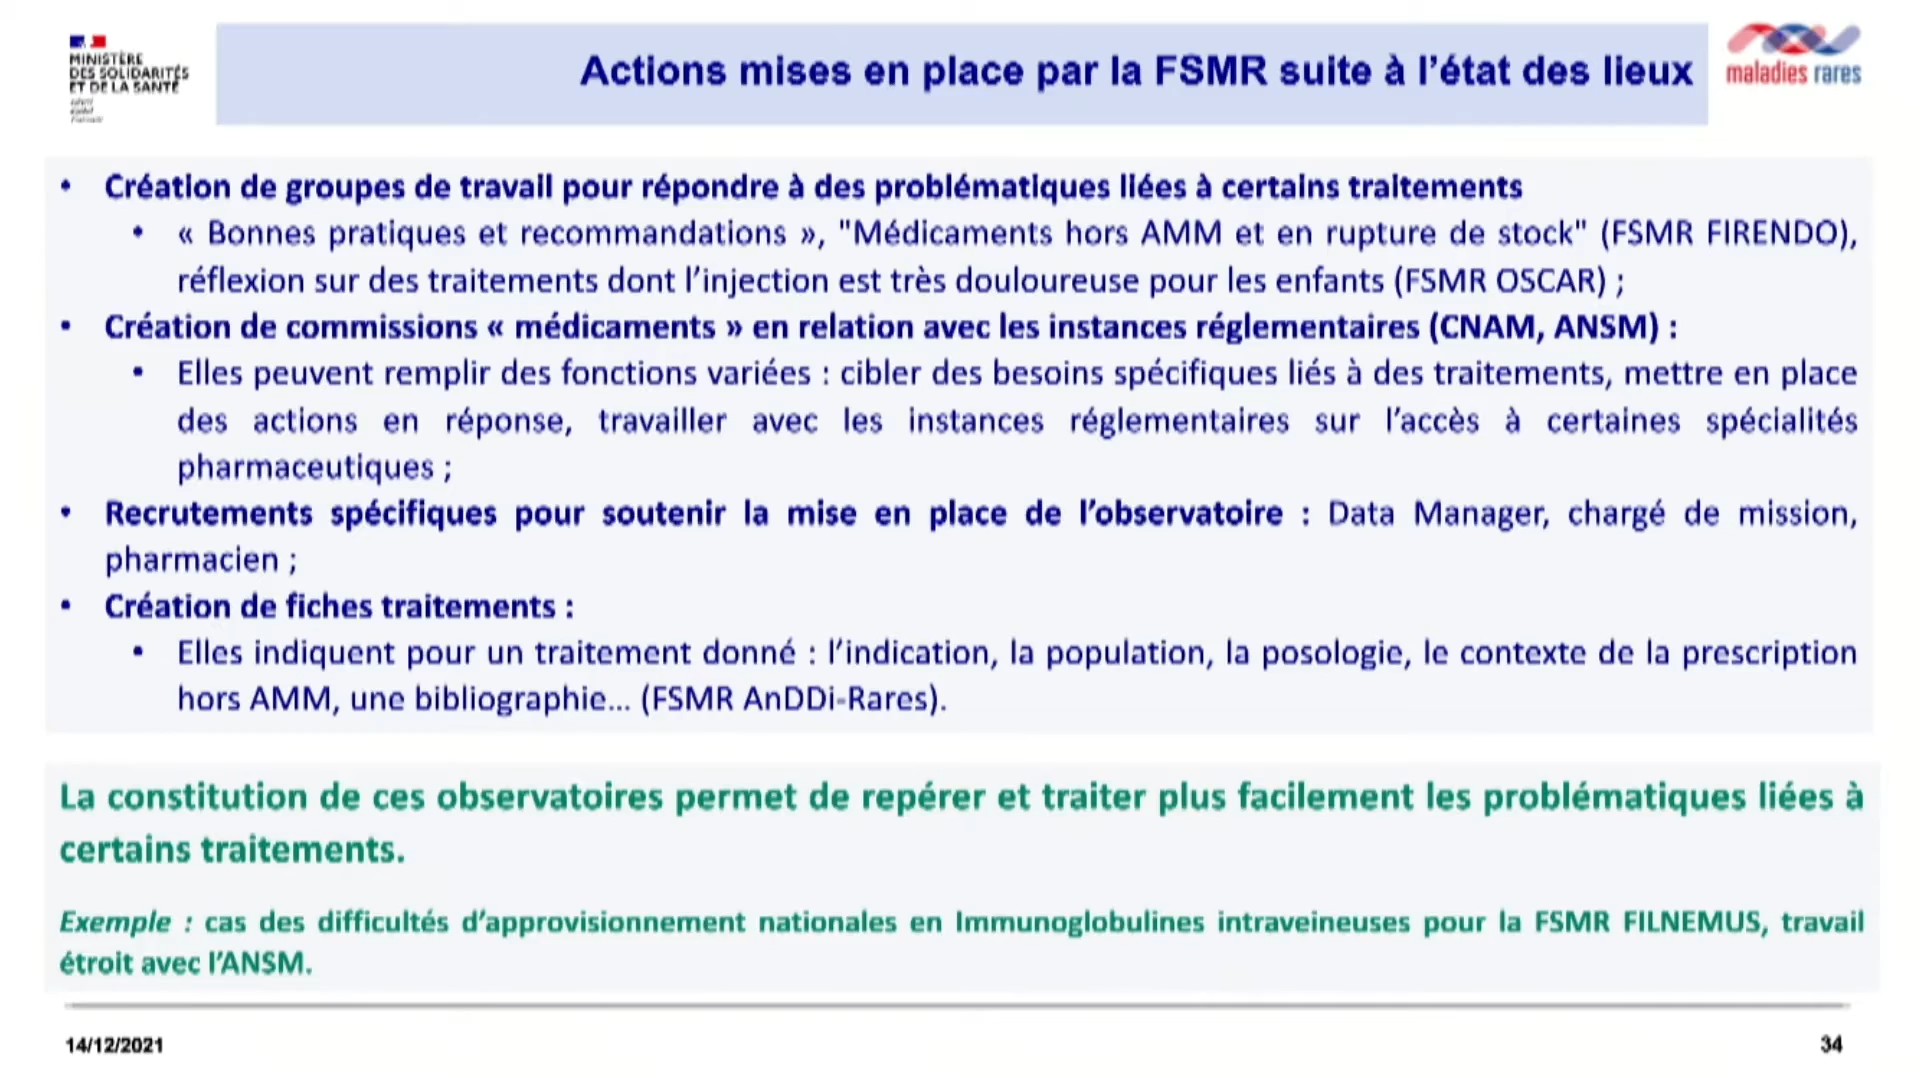 MINISTÈRE
DES SOLIDARITÉS
ET DE LA SANTÉ
Actions mises en place par la FSMR suite à l’état des lieux
maladies rares
• Création de groupes de travail pour répondre à des problématiques liées à certains traitements
• « Bonnes pratiques et recommandations », "Médicaments hors AMM et en rupture de stock" (FSMR FIRENDO),
réflexion sur des traitements dont l’injection est très douloureuse pour les enfants (FSMR OSCAR) ;
• Création de commissions « médicaments » en relation avec les instances réglementaires (CNAM, ANSM) :
• Elles peuvent remplir des fonctions variées : cibler des besoins spécifiques liés à des traitements, mettre en place
des actions en réponse, travailler avec les instances réglementaires sur l’accès à certaines spécialités
pharmaceutiques ;
• Recrutements spécifiques pour soutenir la mise en place de l’observatoire : Data Manager, chargé de mission,
pharmacien ;
• Création de fiches traitements :
• Elles indiquent pour un traitement donné : l’indication, la population, la posologie, le contexte de la prescription
hors AMM, une bibliographie... (FSMR AnDDi-Rares).
La constitution de ces observatoires permet de repérer et traiter plus facilement les problématiques liées à
certains traitements.
Exemple : cas des difficultés d’approvisionnement nationales en Immunoglobulines intraveineuses pour la FSMR FILNEMUS, travail
étroit avec l’ANSM.
14/12/2021
34